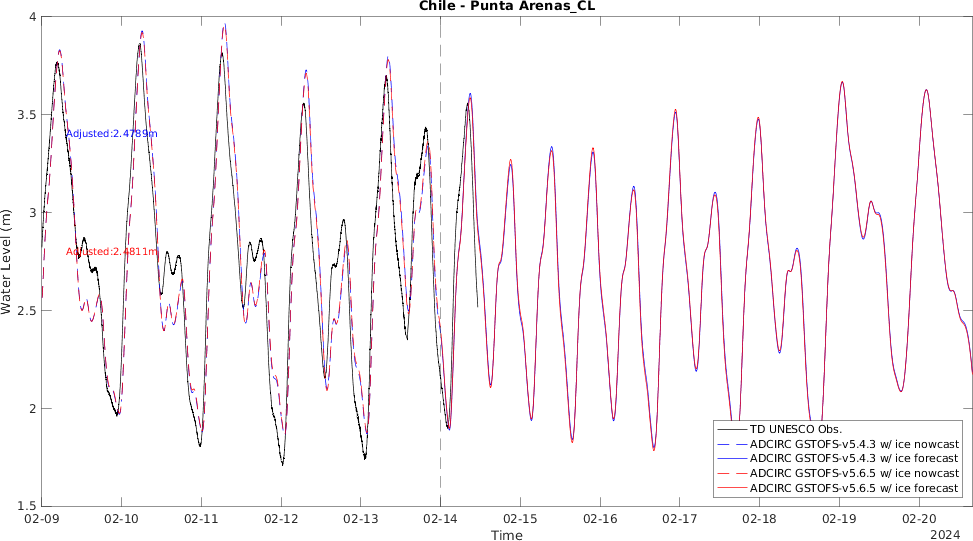 Chile - Punta Arenas_CL
4
3.5
3
2.5
2
1.5
Water Level (m)
Adjusted:2.4789m
Adjusted:2.4811m
TD UNESCO Obs.
ADCIRC GSTOFS-v5.4.3 w/ ice nowcast
ADCIRC GSTOFS-v5.4.3 w/ ice forecast
ADCIRC GSTOFS-v5.6.5 w/ ice nowcast
ADCIRC GSTOFS-v5.6.5 w/ ice forecast
02-09 02-10 02-11 02-12 02-13 02-14 02-15 02-16 02-17 02-18 02-19 02-20
Time 2024